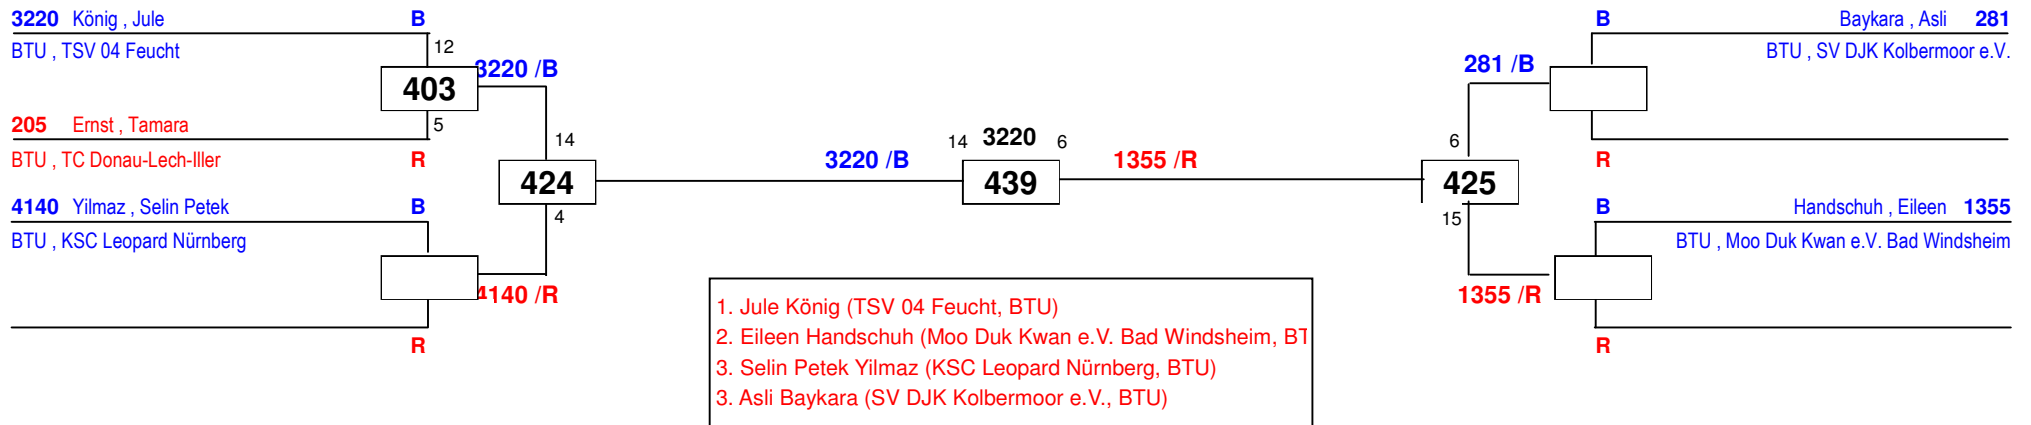 3220 König , Jule B
BTU , TSV 04 Feucht
12
3220 /B
403
205 Ernst , Tamara
5
BTU , TC Donau-Lech-Iller R
14
424
4140 Yilmaz , Selin Petek B
4
BTU , KSC Leopard Nürnberg
4140 /R
R
3220 /B
14 3220 6
439
1355 /R
B Baykara , Asli 281
BTU , SV DJK Kolbermoor e.V.
281 /B
6
R
425
15
B Handschuh , Eileen 1355
BTU , Moo Duk Kwan e.V. Bad Windsheim
1355 /R
R
1. Jule König (TSV 04 Feucht, BTU)
2. Eileen Handschuh (Moo Duk Kwan e.V. Bad Windsheim, BT
3. Selin Petek Yilmaz (KSC Leopard Nürnberg, BTU)
3. Asli Baykara (SV DJK Kolbermoor e.V., BTU)